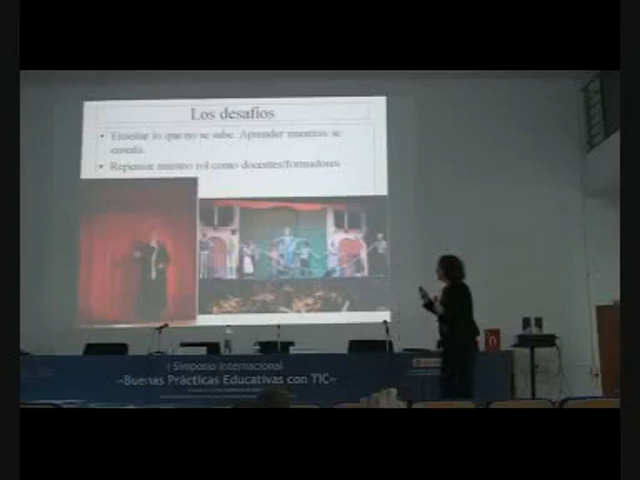 Los desafíos
• Enseñar lo que no se sabe. Aprender mientras se
enseña.
• Repensar nuestro rol como docentes/formadores
I Simposio Internacional
~Buenas Prácticas Educativas con TIC~